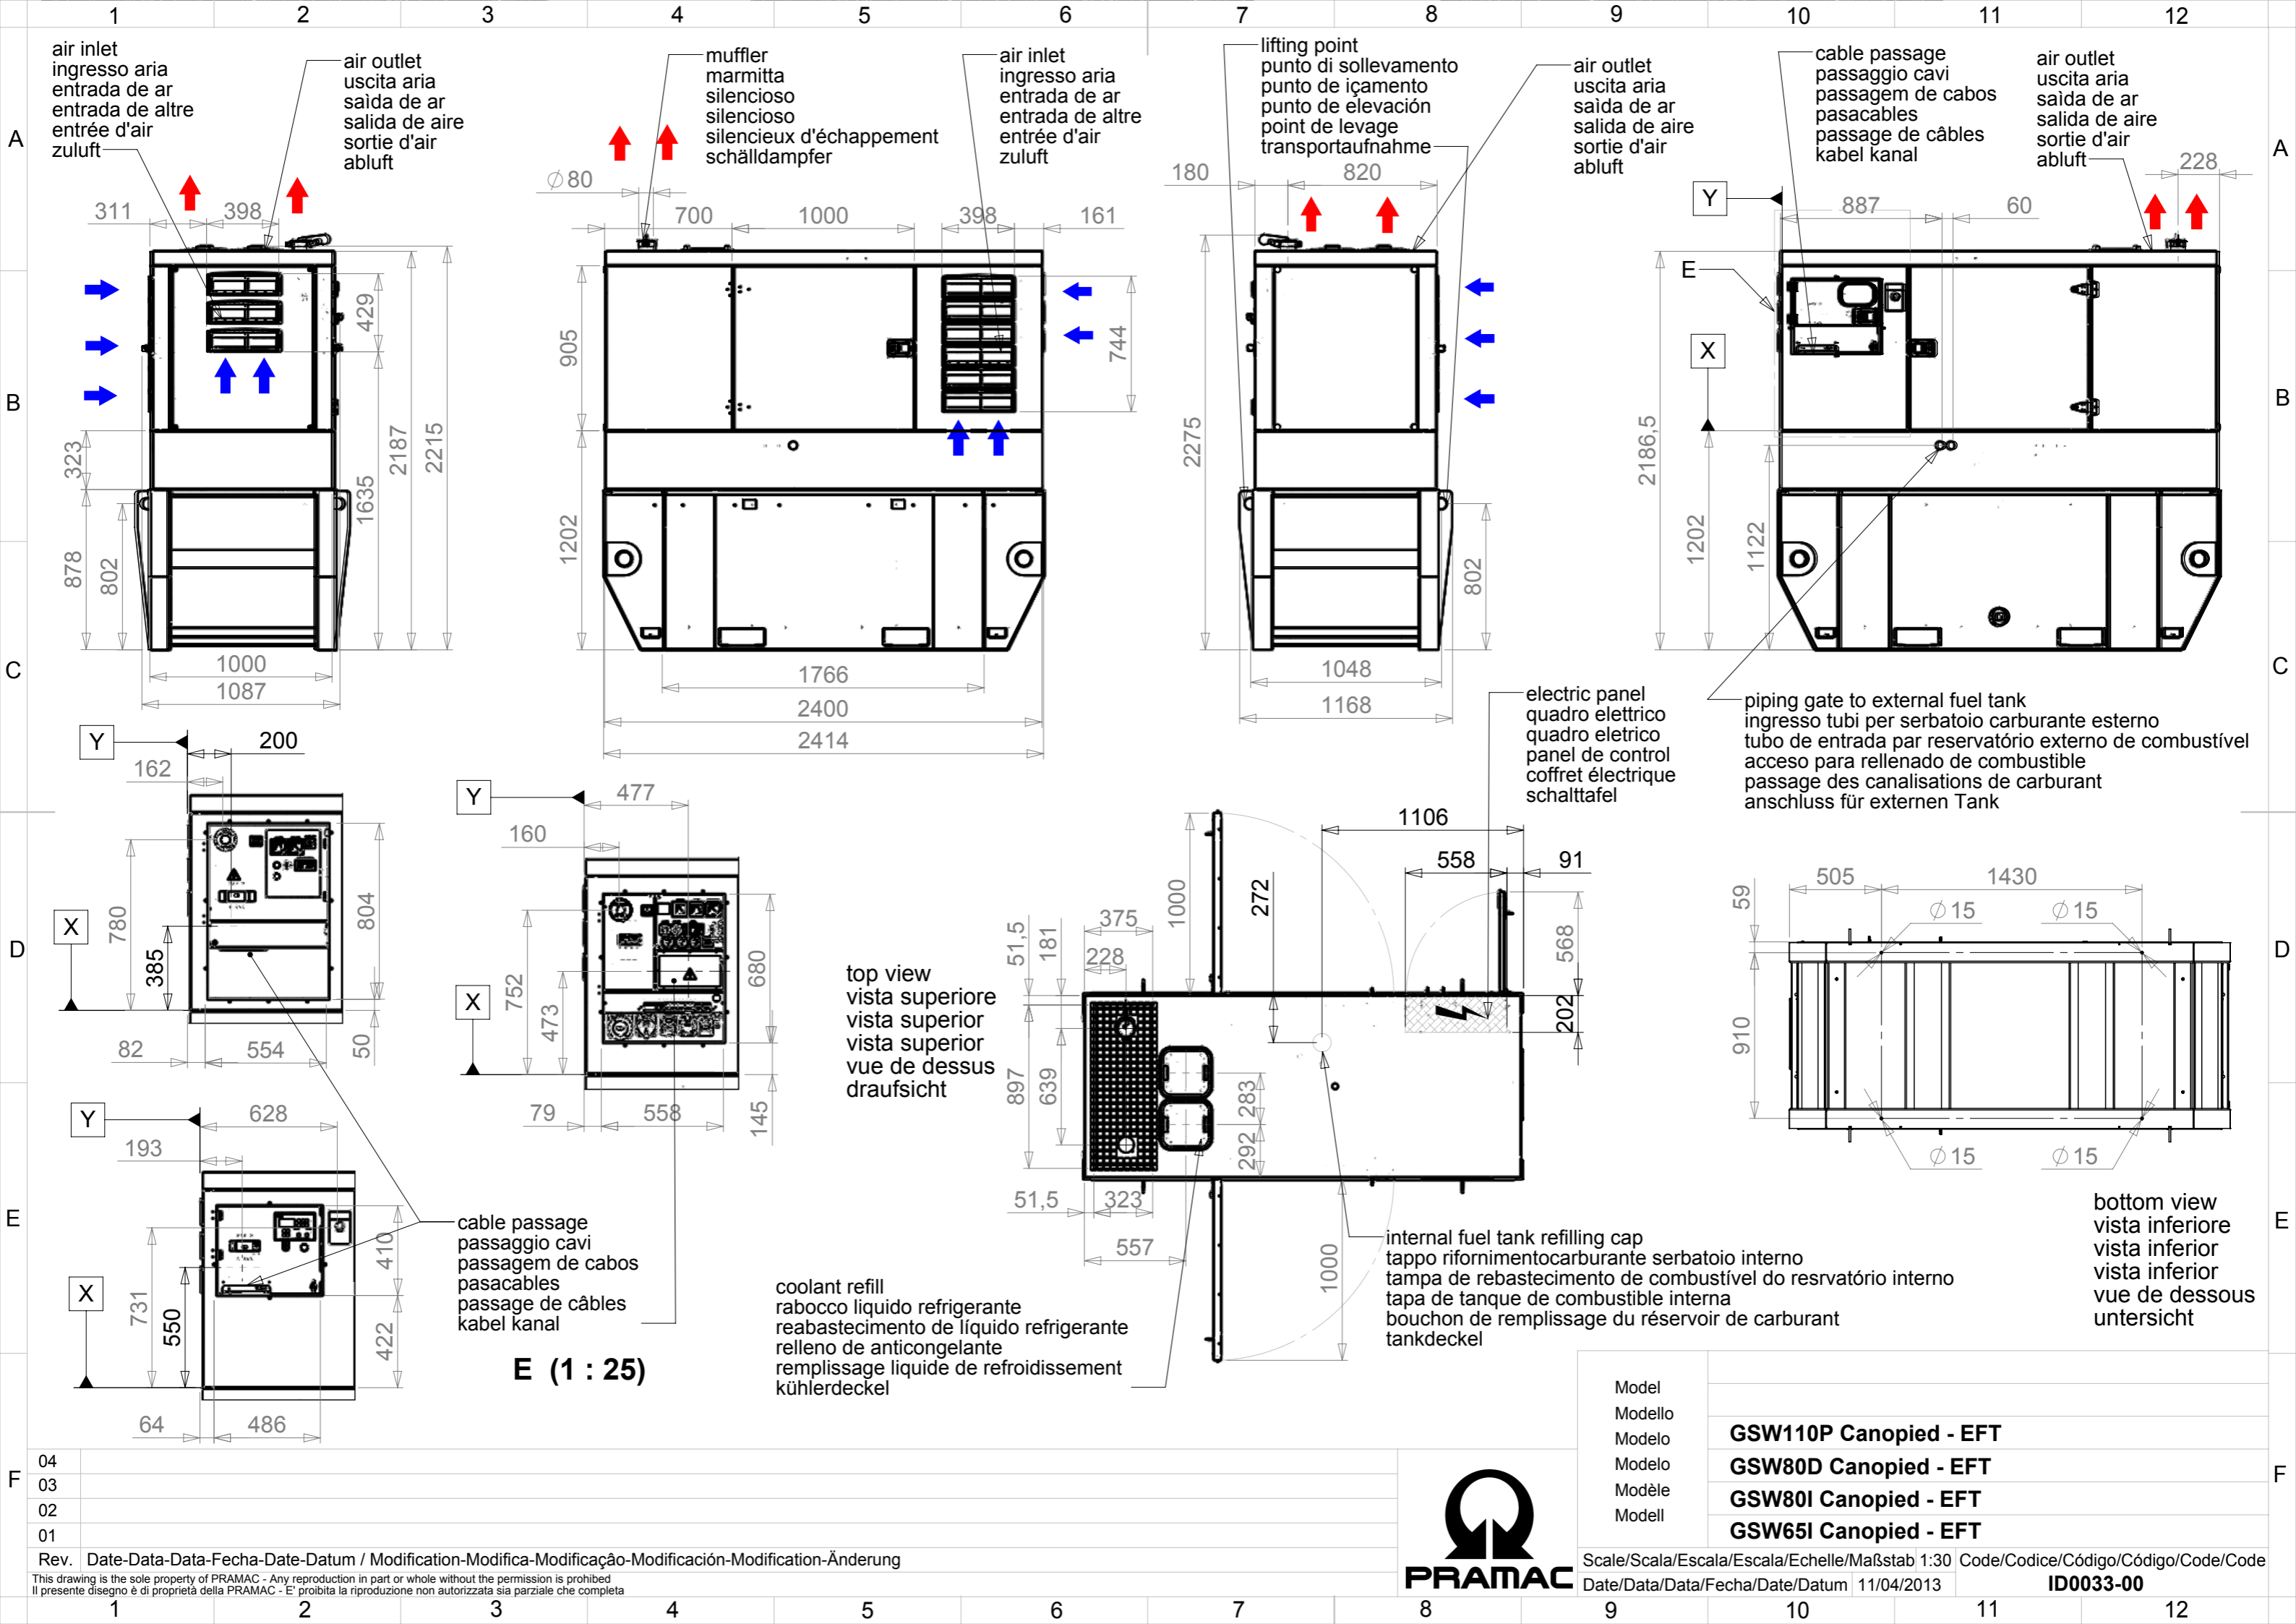 1 2 3 4 5 6 7 8 9 10 11 12
A
B
C
D
E
F
air inlet
ingresso aria
entrada de ar
entrada de altre
entrée d'air
zuluft
air outlet
uscita aria
saìda de ar
salida de aire
sortie d'air
abluft
311
398
429
323
878
802
1635
2187
2215
1000
1087
muffler
marmitta
silencioso
silencioso
silencieux d'échappement
schälldampfer
air inlet
ingresso aria
entrada de ar
entrada de altre
entrée d'air
zuluft
∅ 80
700
1000
398
161
905
744
1202
1766
2400
2414
lifting point
punto di sollevamento
punto de içamento
punto de elevación
point de levage
transportaufnahme
air outlet
uscita aria
saìda de ar
salida de aire
sortie d'air
abluft
180
820
2275
802
1048
1168
cable passage
passaggio cavi
passagem de cabos
pasacables
passage de câbles
kabel kanal
air outlet
uscita aria
saìda de ar
salida de aire
sortie d'air
abluft
228
Y
887
60
E
X
2186,5
1202
1122
piping gate to external fuel tank
ingresso tubi per serbatoio carburante esterno
tubo de entrada par reservatório externo de combustível
acceso para rellenado de combustible
passage des canalisations de carburant
anschluss für externen Tank
electric panel
quadro elettrico
quadro eletrico
panel de control
coffret électrique
schalttafel
Y
200
162
X
780
385
804
50
82
554
Y
477
160
X
752
473
680
145
79
558
Y
628
193
X
731
550
410
422
64
486
cable passage
passaggio cavi
passagem de cabos
pasacables
passage de câbles
kabel kanal
E (1 : 25)
top view
vista superiore
vista superior
vista superior
vue de dessus
draufsicht
1106
558
91
1000
272
568
202
375
228
51,5
181
897
639
283
292
51,5
323
557
1000
coolant refill
rabocco liquido refrigerante
reabastecimento de líquido refrigerante
relleno de anticongelante
remplissage liquide de refroidissement
kühlerdeckel
internal fuel tank refilling cap
tappo rifornimentocarburante serbatoio interno
tampa de rebastecimento de combustível do resrvatório interno
tapa de tanque de combustible interna
bouchon de remplissage du réservoir de carburant
tankdeckel
505
1430
59
910
∅ 15
∅ 15
∅ 15
∅ 15
bottom view
vista inferiore
vista inferior
vista inferior
vue de dessous
untersicht
Model
Modello
Modelo
Modelo
Modèle
Modell
GSW110P Canopied - EFT
GSW80D Canopied - EFT
GSW80I Canopied - EFT
GSW65I Canopied - EFT
04
03
02
01
Rev. Date-Data-Data-Fecha-Date-Datum / Modification-Modifica-Modificação-Modificación-Modification-Änderung
This drawing is the sole property of PRAMAC - Any reproduction in part or whole without the permission is prohibed
Il presente disegno è di proprietà della PRAMAC - E' proibita la riproduzione non autorizzata sia parziale che completa
PRAMAC
Scale/Scala/Escala/Escala/Echelle/Maßstab 1:30
Date/Data/Data/Fecha/Date/Datum 11/04/2013
Code/Codice/Código/Código/Code/Code
ID0033-00
1 2 3 4 5 6 7 8 9 10 11 12
A
B
C
D
E
F